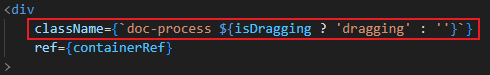 <div
className={`doc-process ${isDragging ? 'dragging' : ''}`}
ref={containerRef}
>